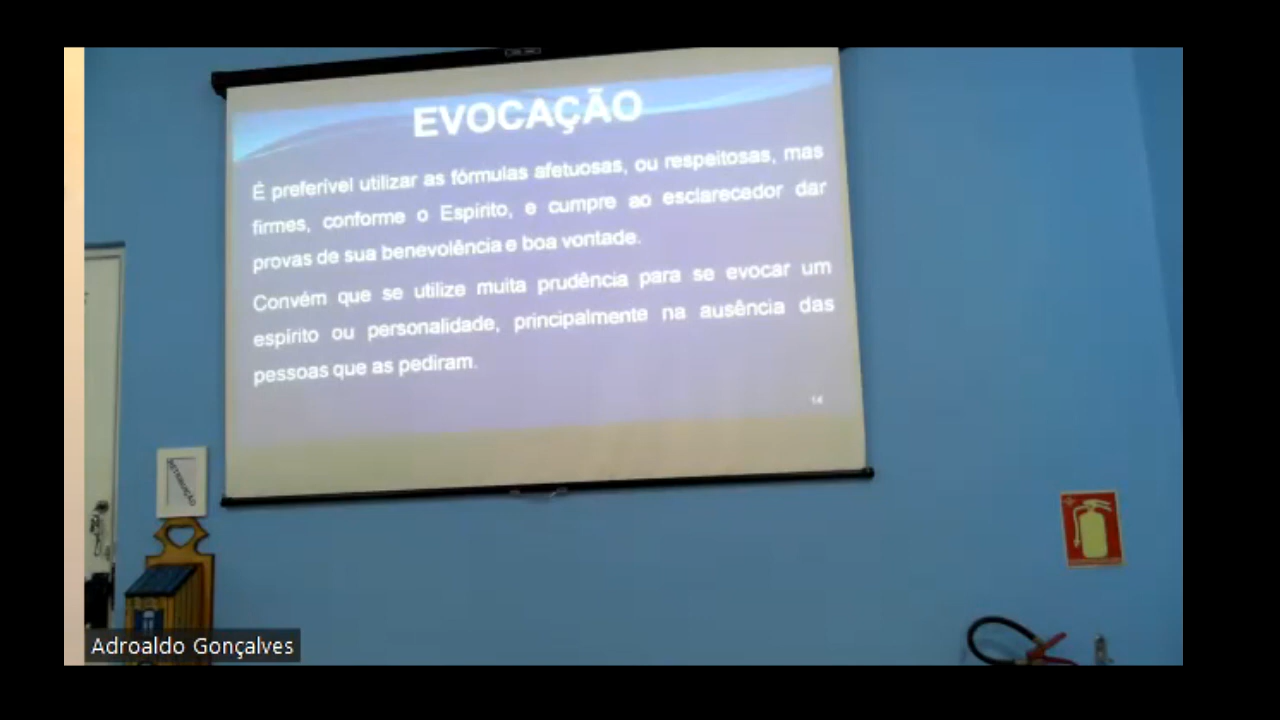 EVOCAÇÃO
É preferível utilizar as fórmulas afetuosas, ou respeitosas, mas
firmes, conforme o Espírito, e cumpre ao esclarecedor dar
provas de sua benevolência e boa vontade.
Convém que se utilize muita prudência para se evocar um
espírito ou personalidade, principalmente na ausência das
pessoas que as pediram.
14
Adroaldo Gonçalves